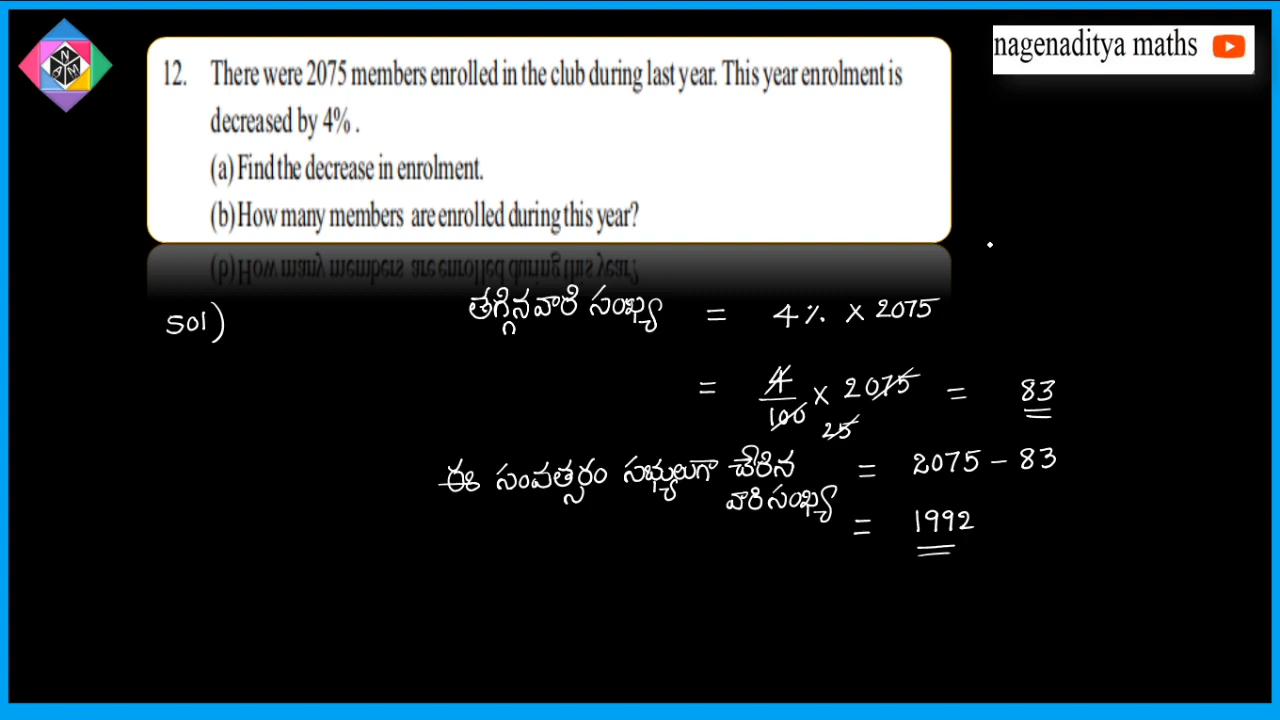 N
A M
nagenaditya maths
12. There were 2075 members enrolled in the club during last year. This year enrolment is
decreased by 4% .
(a) Find the decrease in enrolment.
(b) How many members are enrolled during this year?
sol) తగ్గినవారి సంఖ్య = 4% x 2075
= 4/100 x 2075 = 83
25
ఈ సంవత్సరం సభ్యులుగా చేరిన = 2075 - 83
వారి సంఖ్య
= 1992